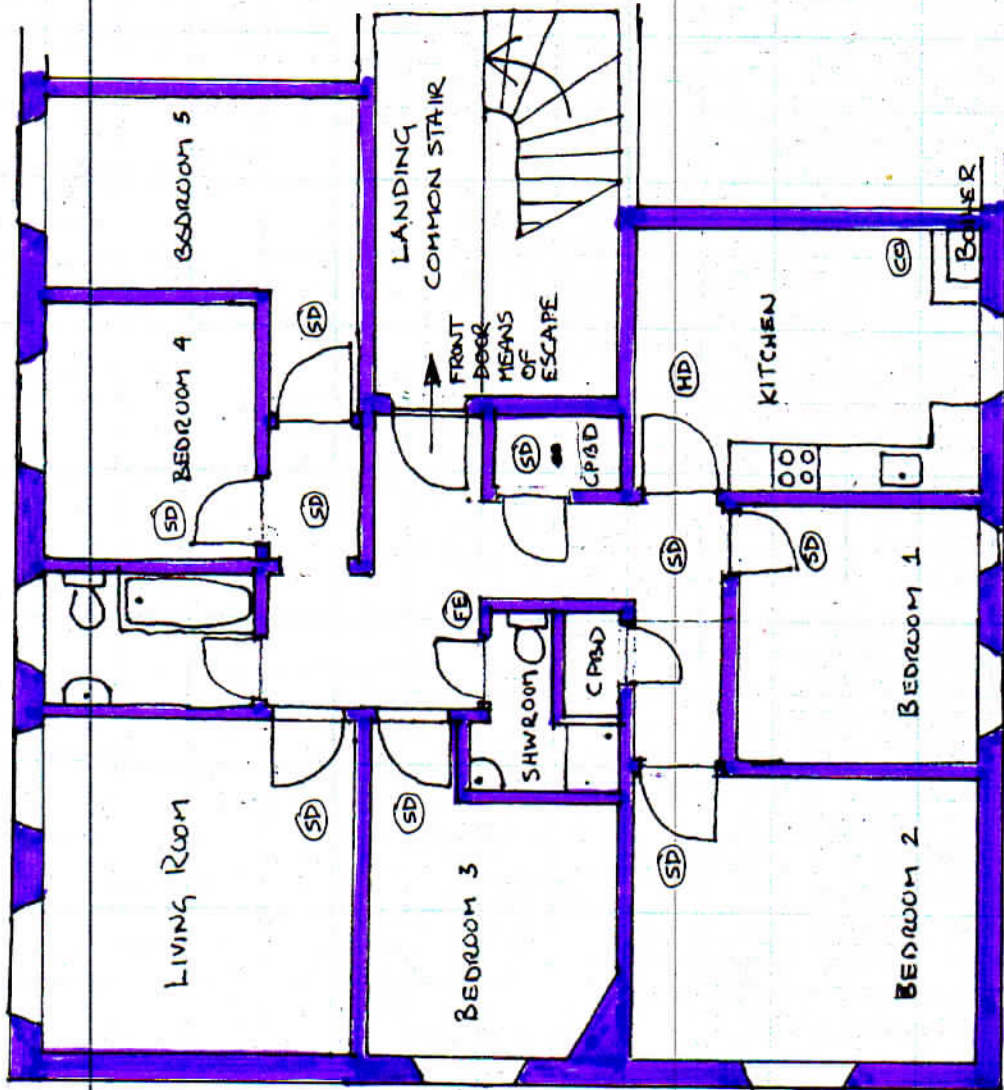 BEDROOM 5
BEDROOM 4
SD
SD
SD
LANDING
COMMON STAIR
FRONT
DOOR
MEANS
OF
ESCAPE
LIVING ROOM
SD
FE
SD
CPBD
KITCHEN
HD
CO
BOILER
SHWROOM
CPBD
SD
SD
BEDROOM 3
SD
BEDROOM 1
SD
BEDROOM 2